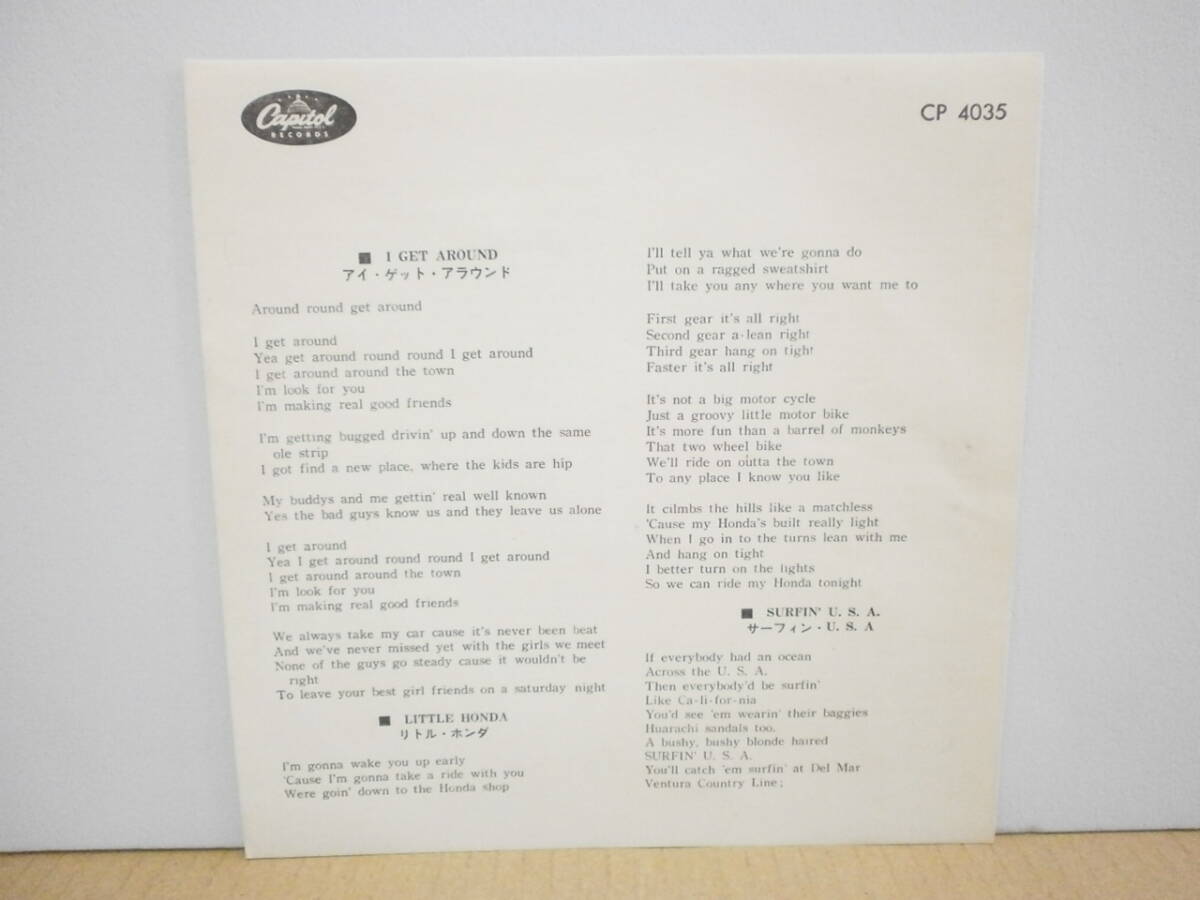 Capitol
RECORDS
CP 4035
■ I GET AROUND
アイ・ゲット・アラウンド
Around round get around
I get around
Yea get around round round I get around
I get around around the town
I'm look for you
I'm making real good friends
I'm getting bugged drivin' up and down the same
ole strip
I got find a new place, where the kids are hip
My buddys and me gettin' real well known
Yes the bad guys know us and they leave us alone
I get around
Yea I get around round round I get around
I get around around the town
I'm look for you
I'm making real good friends
We always take my car cause it's never been beat
And we've never missed yet with the girls we meet
None of the guys go steady cause it wouldn't be
right
To leave your best girl friends on a saturday night
■ LITTLE HONDA
リトル・ホンダ
I'm gonna wake you up early
'Cause I'm gonna take a ride with you
Were goin' down to the Honda shop
I'll tell ya what we're gonna do
Put on a ragged sweatshirt
I'll take you any where you want me to
First gear it's all right
Second gear a-lean right
Third gear hang on tight
Faster it's all right
It's not a big motor cycle
Just a groovy little motor bike
It's more fun than a barrel of monkeys
That two wheel bike
We'll ride on outta the town
To any place I know you like
It cilmbs the hills like a matchless
'Cause my Honda's built really light
When I go in to the turns lean with me
And hang on tight
I better turn on the lights
So we can ride my Honda tonight
■ SURFIN' U. S. A.
サーフィン・U. S. A
If everybody had an ocean
Across the U. S. A.
Then everybody'd be surfin'
Like Ca-li-for-nia
You'd see 'em wearin' their baggies
Huarachi sandals too.
A bushy, bushy blonde haired
SURFIN' U. S. A.
You'll catch 'em surfin' at Del Mar
Ventura Country Line;